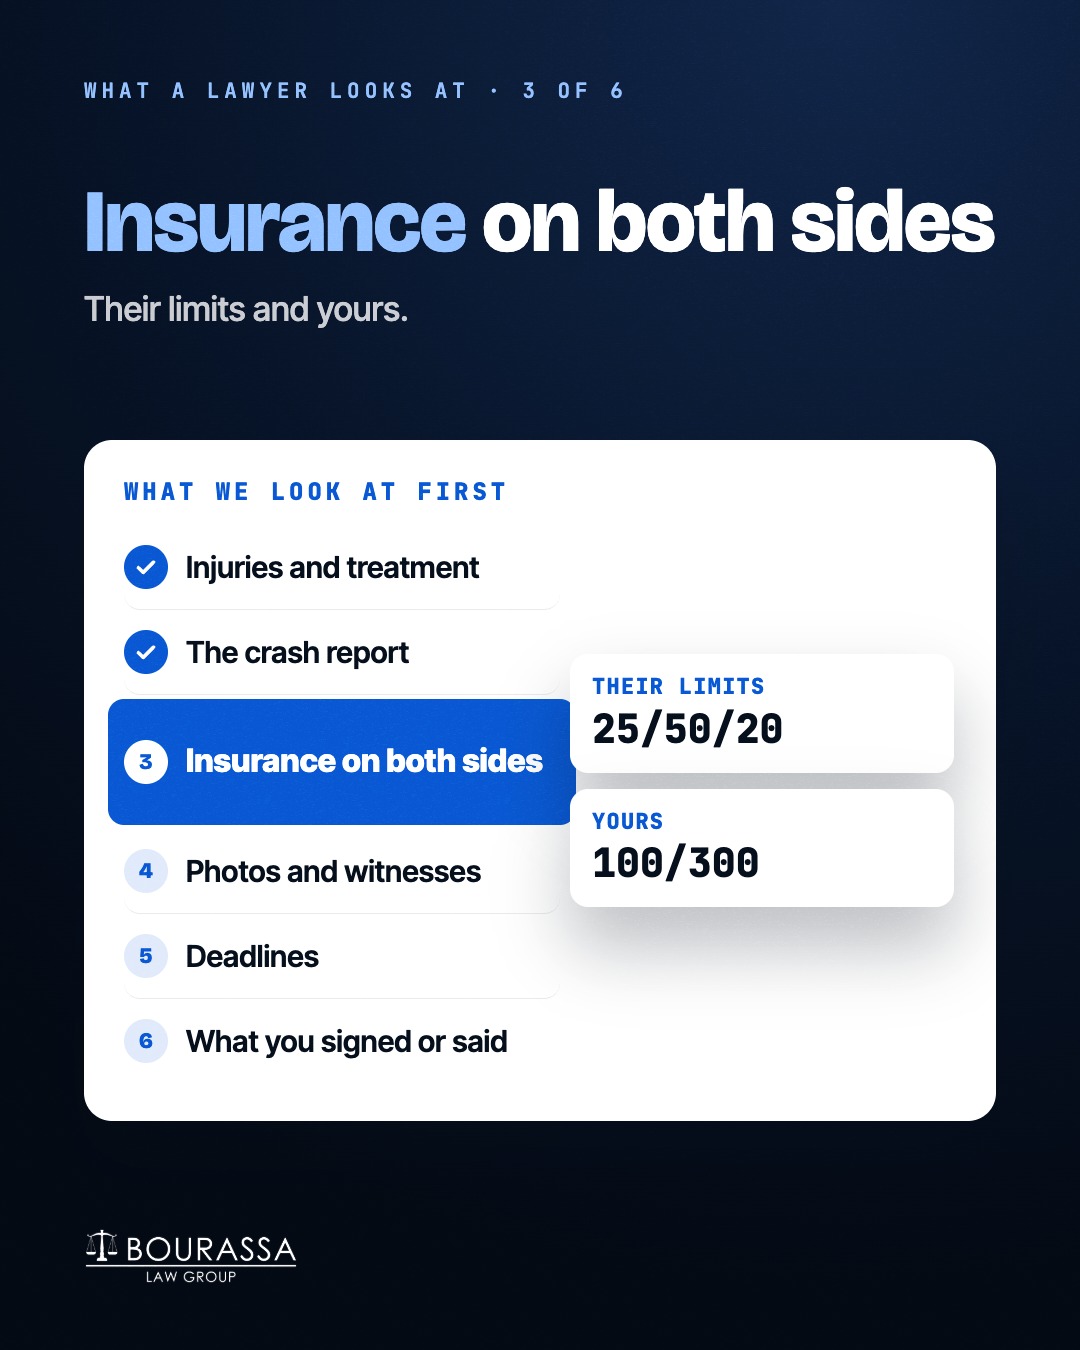 WHAT A LAWYER LOOKS AT · 3 OF 6
Insurance on both sides
Their limits and yours.
WHAT WE LOOK AT FIRST
Injuries and treatment
The crash report
3 Insurance on both sides
THEIR LIMITS
25/50/20
YOURS
100/300
4 Photos and witnesses
5 Deadlines
6 What you signed or said
BOURASSA
LAW GROUP